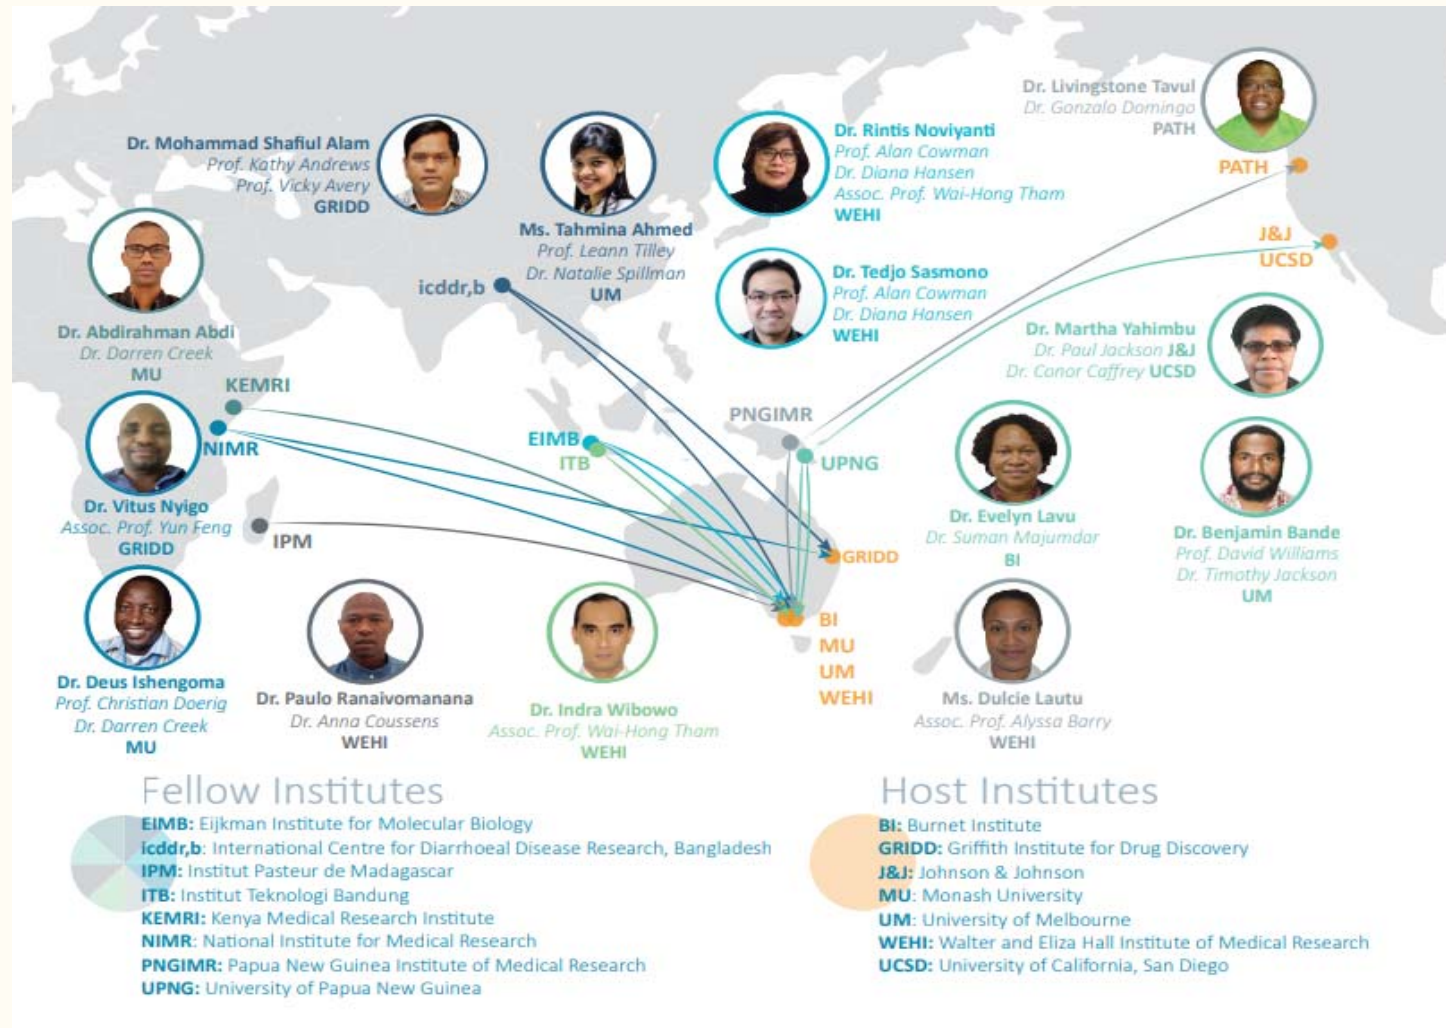 Dr. Livingstone Tavul
Dr. Gonzalo Domingo
PATH
PATH
Dr. Mohammad Shafiul Alam
Prof. Kathy Andrews
Prof. Vicky Avery
GRIDD
Ms. Tahmina Ahmed
Prof. Leann Tilley
Dr. Natalie Spillman
UM
Dr. Rintis Noviyanti
Prof. Alan Cowman
Dr. Diana Hansen
Assoc. Prof. Wai-Hong Tham
WEHI
J&J
UCSD
icddr,b
Dr. Tedjo Sasmono
Prof. Alan Cowman
Dr. Diana Hansen
WEHI
Dr. Abdirahman Abdi
Dr. Darren Creek
MU
Dr. Martha Yahimbu
Dr. Paul Jackson J&J
Dr. Conor Caffrey UCSD
KEMRI
NIMR
EIMB
ITB
PNGIMR
UPNG
Dr. Vitus Nyigo
Assoc. Prof. Yun Feng
GRIDD
IPM
GRIDD
Dr. Evelyn Lavu
Dr. Suman Majumdar
BI
Dr. Benjamin Bande
Prof. David Williams
Dr. Timothy Jackson
UM
BI
MU
UM
WEHI
Dr. Deus Ishengoma
Prof. Christian Doerig
Dr. Darren Creek
MU
Dr. Paulo Ranaivomanana
Dr. Anna Coussens
WEHI
Dr. Indra Wibowo
Assoc. Prof. Wai-Hong Tham
WEHI
Ms. Dulcie Lautu
Assoc. Prof. Alyssa Barry
WEHI
Fellow Institutes
EIMB: Eijkman Institute for Molecular Biology
icddr,b: International Centre for Diarrhoeal Disease Research, Bangladesh
IPM: Institut Pasteur de Madagascar
ITB: Institut Teknologi Bandung
KEMRI: Kenya Medical Research Institute
NIMR: National Institute for Medical Research
PNGIMR: Papua New Guinea Institute of Medical Research
UPNG: University of Papua New Guinea
Host Institutes
BI: Burnet Institute
GRIDD: Griffith Institute for Drug Discovery
J&J: Johnson & Johnson
MU: Monash University
UM: University of Melbourne
WEHI: Walter and Eliza Hall Institute of Medical Research
UCSD: University of California, San Diego